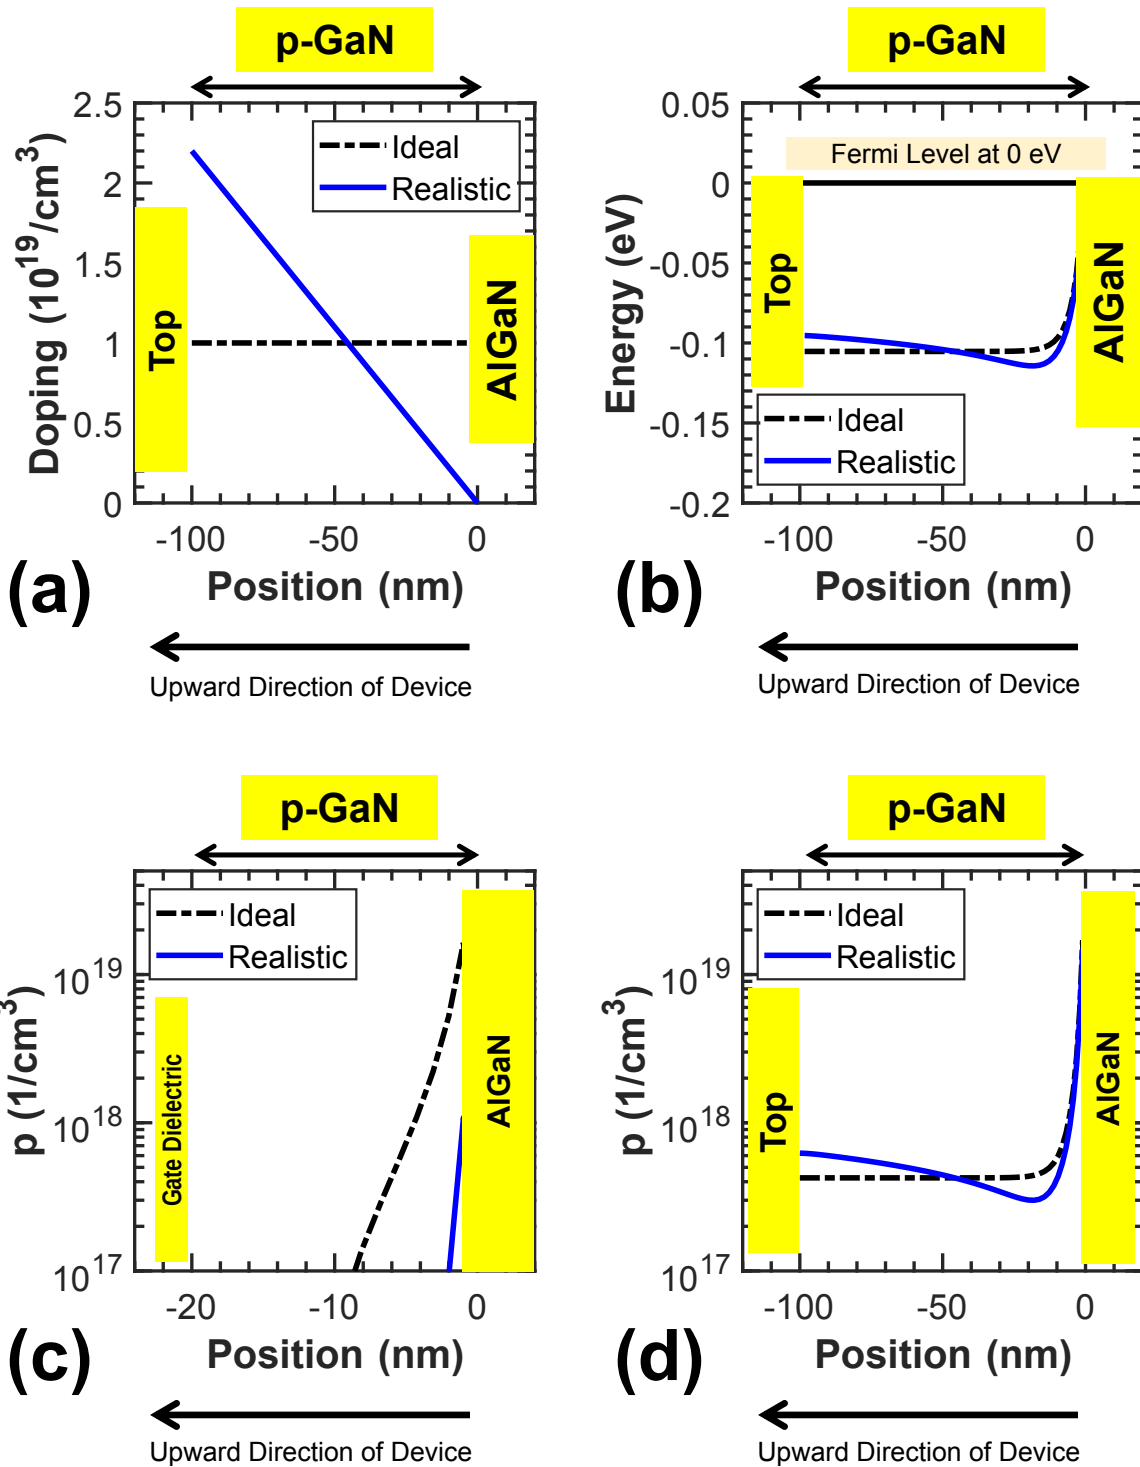 p-GaN
2.5
2
1.5
1
0.5
0
Doping (10^19/cm^3)
Ideal
Realistic
Top
AlGaN
-100 -50 0
Position (nm)
(a)
Upward Direction of Device
p-GaN
0.05
0
-0.05
-0.1
-0.15
-0.2
Energy (eV)
Fermi Level at 0 eV
Top
AlGaN
Ideal
Realistic
-100 -50 0
Position (nm)
(b)
Upward Direction of Device
p-GaN
10^19
10^18
10^17
p (1/cm^3)
Ideal
Realistic
Gate Dielectric
AlGaN
-20 -10 0
Position (nm)
(c)
Upward Direction of Device
p-GaN
10^19
10^18
10^17
p (1/cm^3)
Ideal
Realistic
Top
AlGaN
-100 -50 0
Position (nm)
(d)
Upward Direction of Device